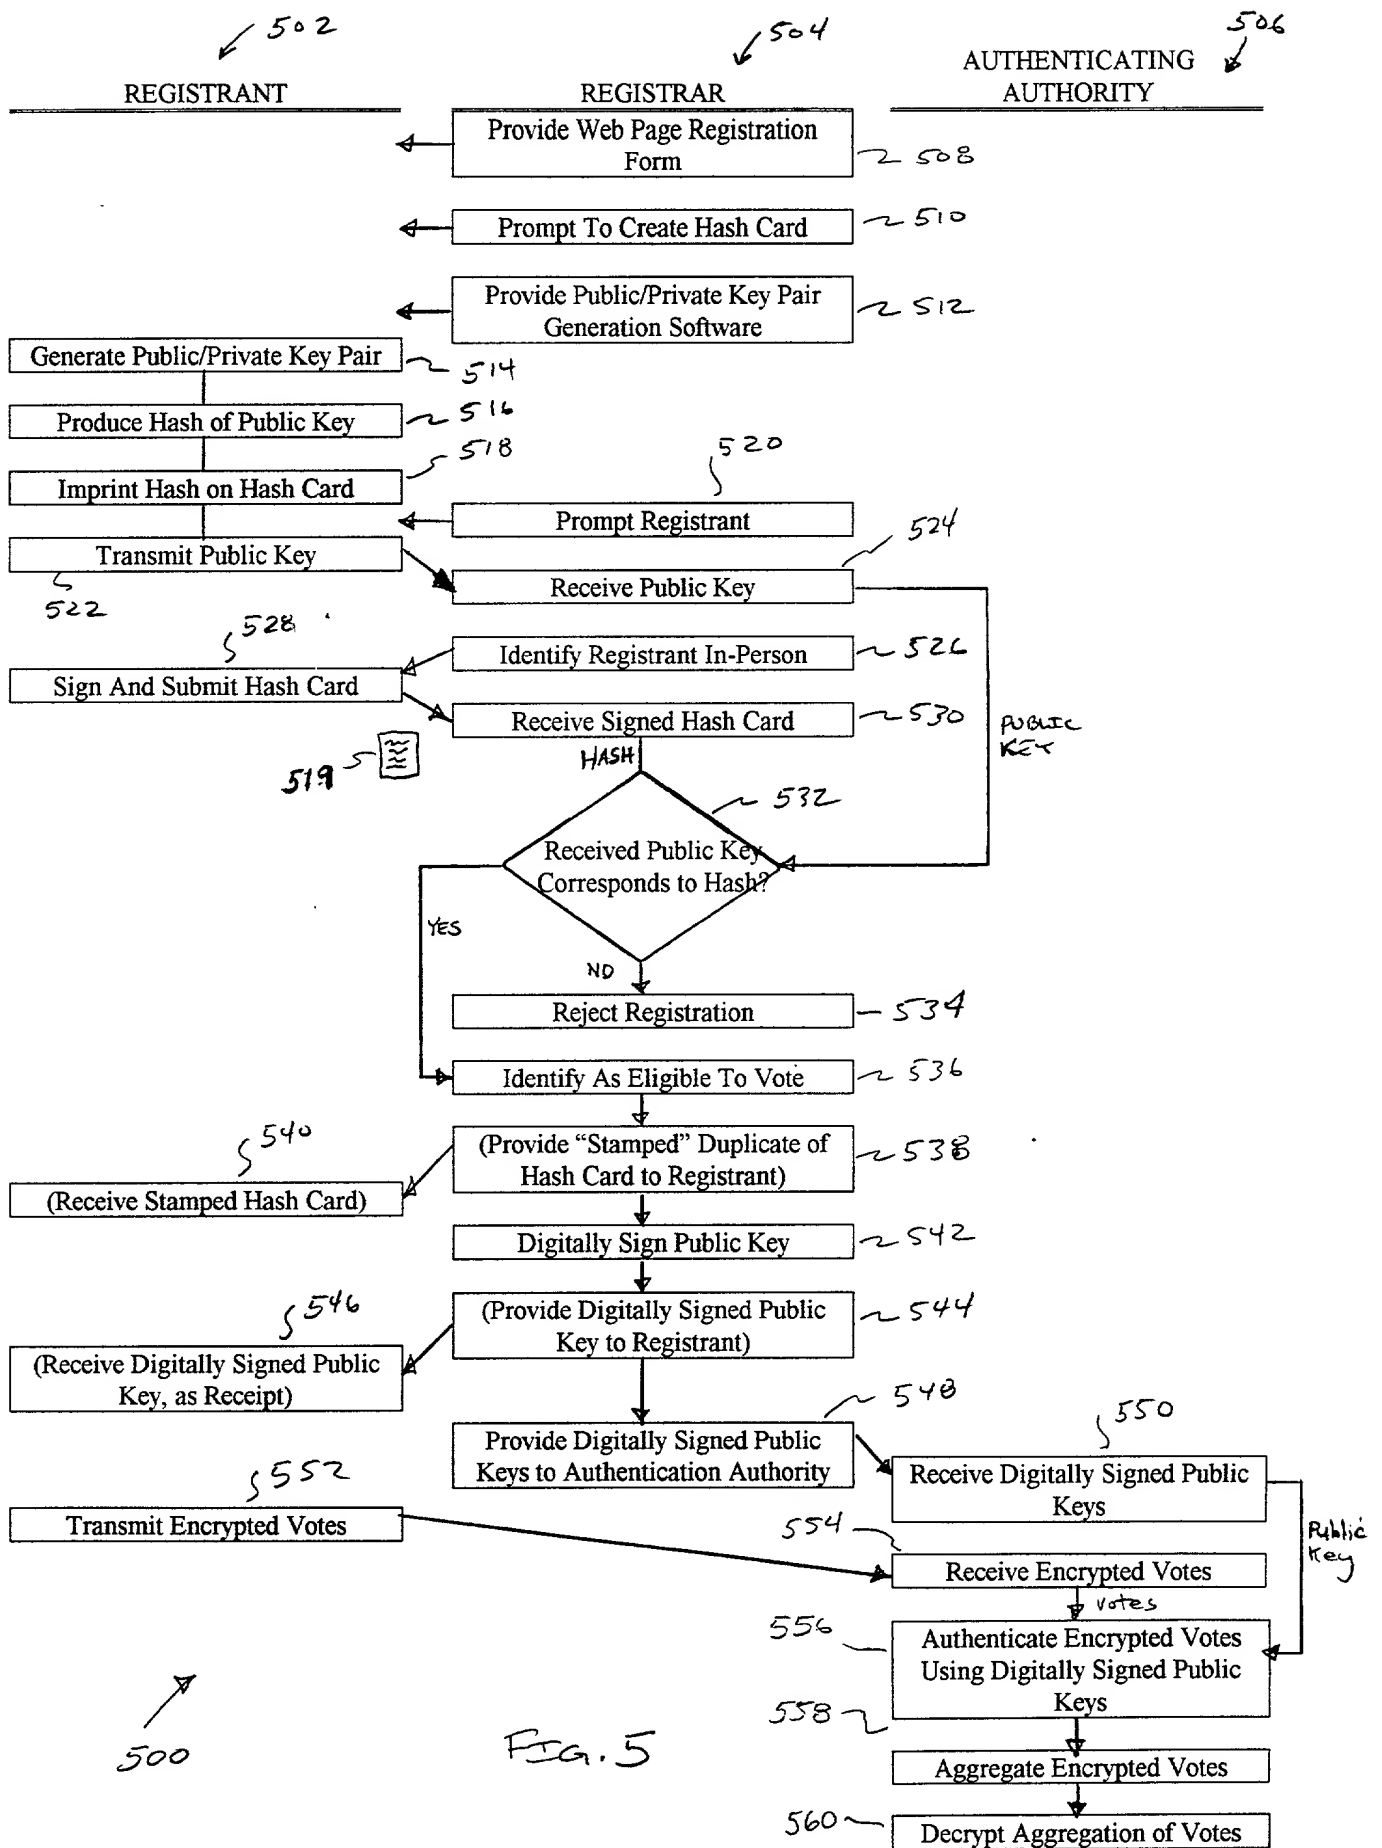 502
504
506
REGISTRANT
REGISTRAR
AUTHENTICATING
AUTHORITY
Provide Web Page Registration
Form
508
Prompt To Create Hash Card
510
Provide Public/Private Key Pair
Generation Software
512
Generate Public/Private Key Pair
514
Produce Hash of Public Key
516
518
Imprint Hash on Hash Card
520
Prompt Registrant
524
Transmit Public Key
522
Receive Public Key
528
Identify Registrant In-Person
526
Sign And Submit Hash Card
Receive Signed Hash Card
530
PUBLIC
KEY
HASH
519
532
Received Public Key
Corresponds to Hash?
YES
NO
Reject Registration
534
Identify As Eligible To Vote
536
540
(Provide “Stamped” Duplicate of
Hash Card to Registrant)
538
(Receive Stamped Hash Card)
Digitally Sign Public Key
542
546
(Provide Digitally Signed Public
Key to Registrant)
544
(Receive Digitally Signed Public
Key, as Receipt)
548
550
Provide Digitally Signed Public
Keys to Authentication Authority
Receive Digitally Signed Public
Keys
552
Transmit Encrypted Votes
554
Public
Key
Receive Encrypted Votes
votes
556
Authenticate Encrypted Votes
Using Digitally Signed Public
Keys
558
500
FIG. 5
Aggregate Encrypted Votes
560
Decrypt Aggregation of Votes